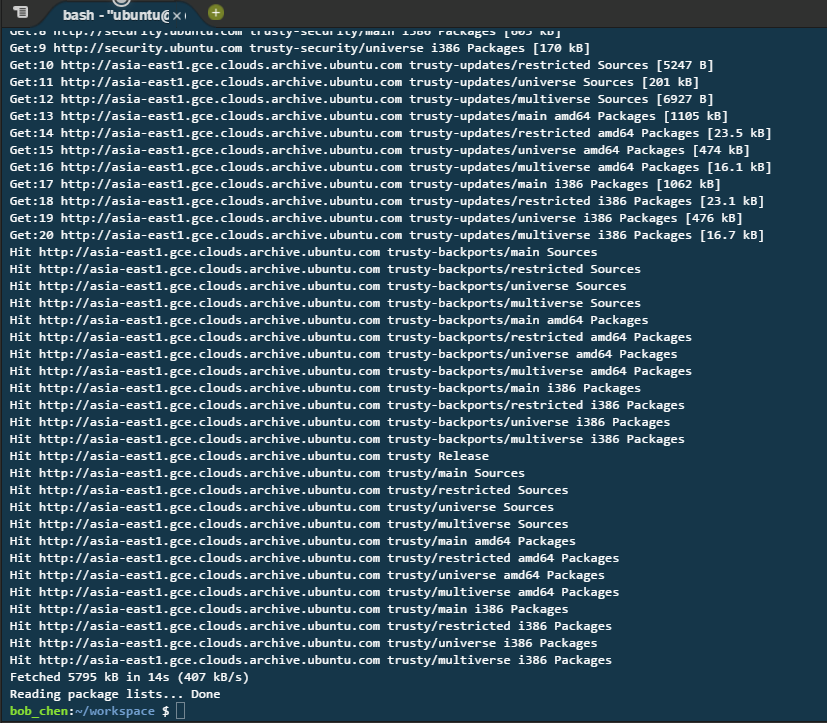 bash - "ubuntu@
Get:8 http://security.ubuntu.com trusty-security/main i386 Packages [605 kB]
Get:9 http://security.ubuntu.com trusty-security/universe i386 Packages [170 kB]
Get:10 http://asia-east1.gce.clouds.archive.ubuntu.com trusty-updates/restricted Sources [5247 B]
Get:11 http://asia-east1.gce.clouds.archive.ubuntu.com trusty-updates/universe Sources [201 kB]
Get:12 http://asia-east1.gce.clouds.archive.ubuntu.com trusty-updates/multiverse Sources [6927 B]
Get:13 http://asia-east1.gce.clouds.archive.ubuntu.com trusty-updates/main amd64 Packages [1105 kB]
Get:14 http://asia-east1.gce.clouds.archive.ubuntu.com trusty-updates/restricted amd64 Packages [23.5 kB]
Get:15 http://asia-east1.gce.clouds.archive.ubuntu.com trusty-updates/universe amd64 Packages [474 kB]
Get:16 http://asia-east1.gce.clouds.archive.ubuntu.com trusty-updates/multiverse amd64 Packages [16.1 kB]
Get:17 http://asia-east1.gce.clouds.archive.ubuntu.com trusty-updates/main i386 Packages [1062 kB]
Get:18 http://asia-east1.gce.clouds.archive.ubuntu.com trusty-updates/restricted i386 Packages [23.1 kB]
Get:19 http://asia-east1.gce.clouds.archive.ubuntu.com trusty-updates/universe i386 Packages [476 kB]
Get:20 http://asia-east1.gce.clouds.archive.ubuntu.com trusty-updates/multiverse i386 Packages [16.7 kB]
Hit http://asia-east1.gce.clouds.archive.ubuntu.com trusty-backports/main Sources
Hit http://asia-east1.gce.clouds.archive.ubuntu.com trusty-backports/restricted Sources
Hit http://asia-east1.gce.clouds.archive.ubuntu.com trusty-backports/universe Sources
Hit http://asia-east1.gce.clouds.archive.ubuntu.com trusty-backports/multiverse Sources
Hit http://asia-east1.gce.clouds.archive.ubuntu.com trusty-backports/main amd64 Packages
Hit http://asia-east1.gce.clouds.archive.ubuntu.com trusty-backports/restricted amd64 Packages
Hit http://asia-east1.gce.clouds.archive.ubuntu.com trusty-backports/universe amd64 Packages
Hit http://asia-east1.gce.clouds.archive.ubuntu.com trusty-backports/multiverse amd64 Packages
Hit http://asia-east1.gce.clouds.archive.ubuntu.com trusty-backports/main i386 Packages
Hit http://asia-east1.gce.clouds.archive.ubuntu.com trusty-backports/restricted i386 Packages
Hit http://asia-east1.gce.clouds.archive.ubuntu.com trusty-backports/universe i386 Packages
Hit http://asia-east1.gce.clouds.archive.ubuntu.com trusty-backports/multiverse i386 Packages
Hit http://asia-east1.gce.clouds.archive.ubuntu.com trusty Release
Hit http://asia-east1.gce.clouds.archive.ubuntu.com trusty/main Sources
Hit http://asia-east1.gce.clouds.archive.ubuntu.com trusty/restricted Sources
Hit http://asia-east1.gce.clouds.archive.ubuntu.com trusty/universe Sources
Hit http://asia-east1.gce.clouds.archive.ubuntu.com trusty/multiverse Sources
Hit http://asia-east1.gce.clouds.archive.ubuntu.com trusty/main amd64 Packages
Hit http://asia-east1.gce.clouds.archive.ubuntu.com trusty/restricted amd64 Packages
Hit http://asia-east1.gce.clouds.archive.ubuntu.com trusty/universe amd64 Packages
Hit http://asia-east1.gce.clouds.archive.ubuntu.com trusty/multiverse amd64 Packages
Hit http://asia-east1.gce.clouds.archive.ubuntu.com trusty/main i386 Packages
Hit http://asia-east1.gce.clouds.archive.ubuntu.com trusty/restricted i386 Packages
Hit http://asia-east1.gce.clouds.archive.ubuntu.com trusty/universe i386 Packages
Hit http://asia-east1.gce.clouds.archive.ubuntu.com trusty/multiverse i386 Packages
Fetched 5795 kB in 14s (407 kB/s)
Reading package lists... Done
bob_chen:~/workspace $